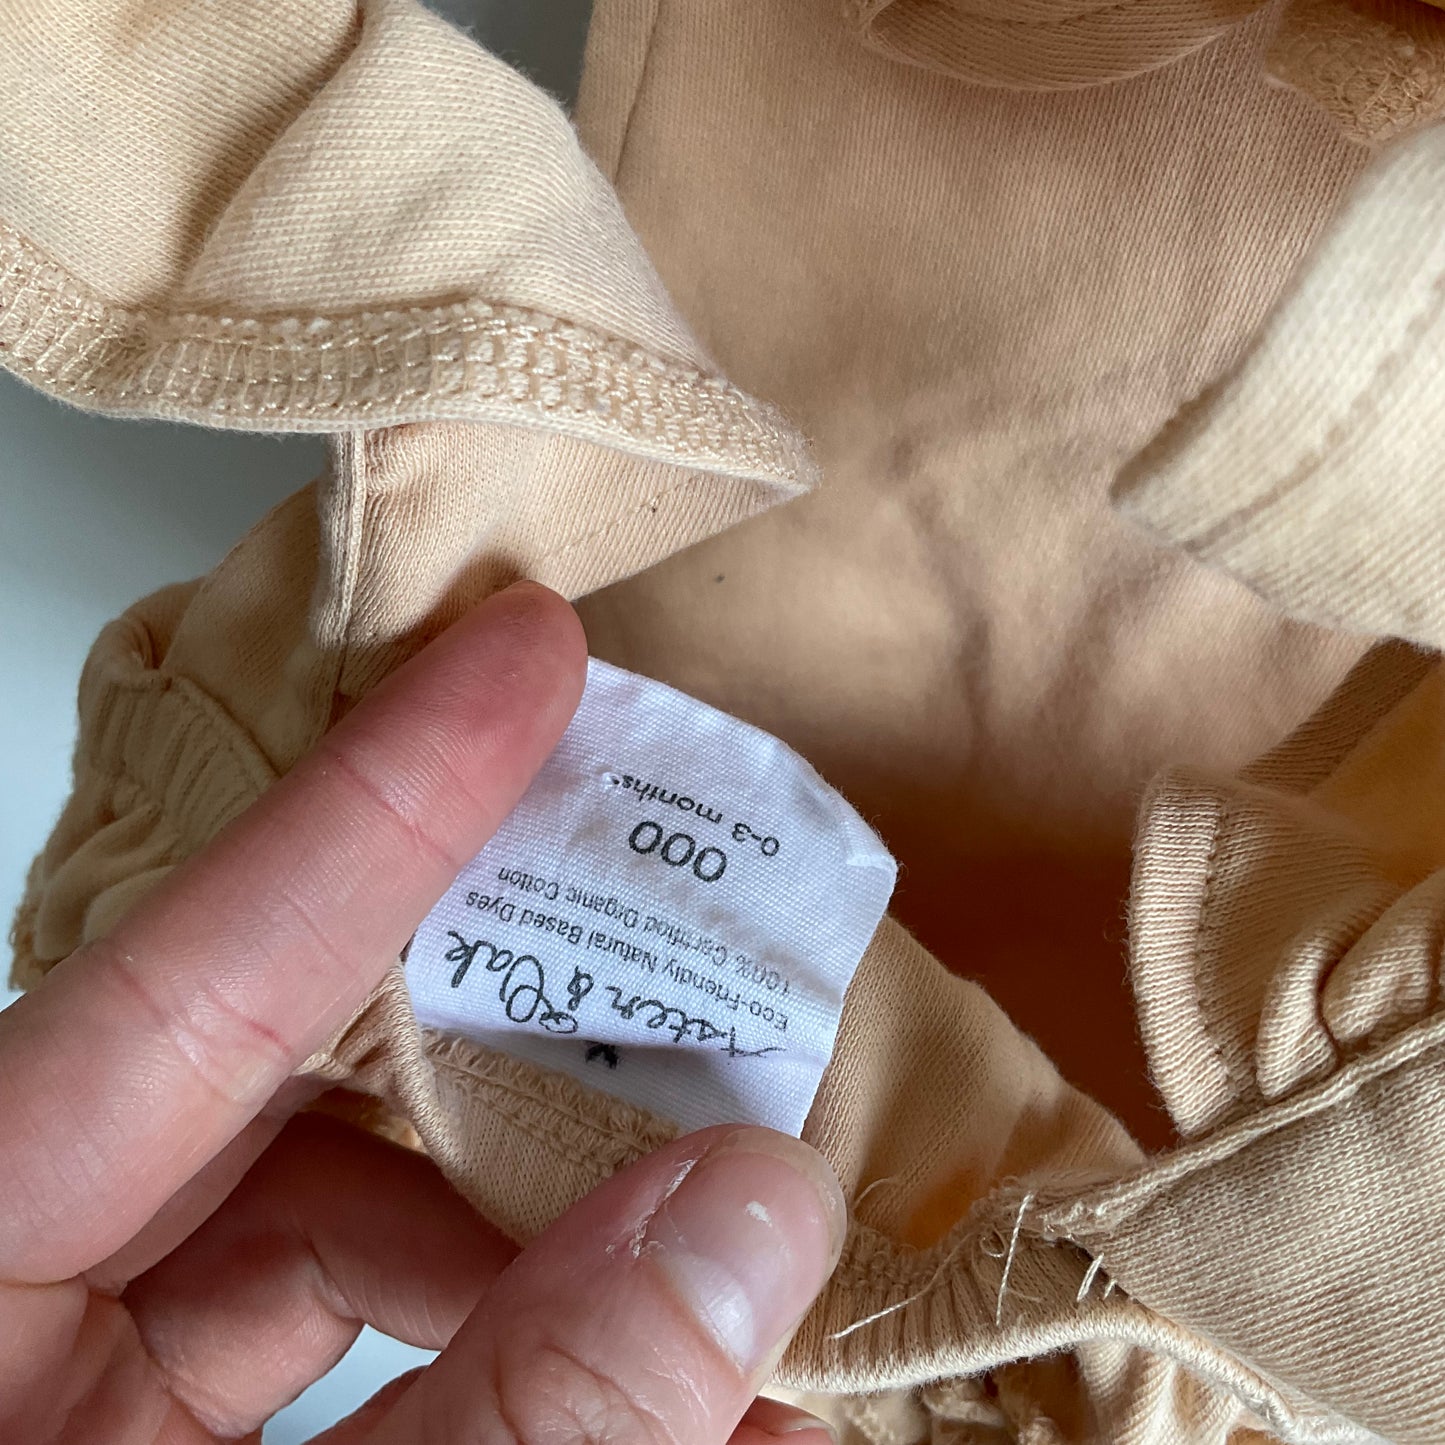 Aster & Oak
Eco-Friendly Natural Based Dyes
100% Certified Organic Cotton
000
0-3 months*